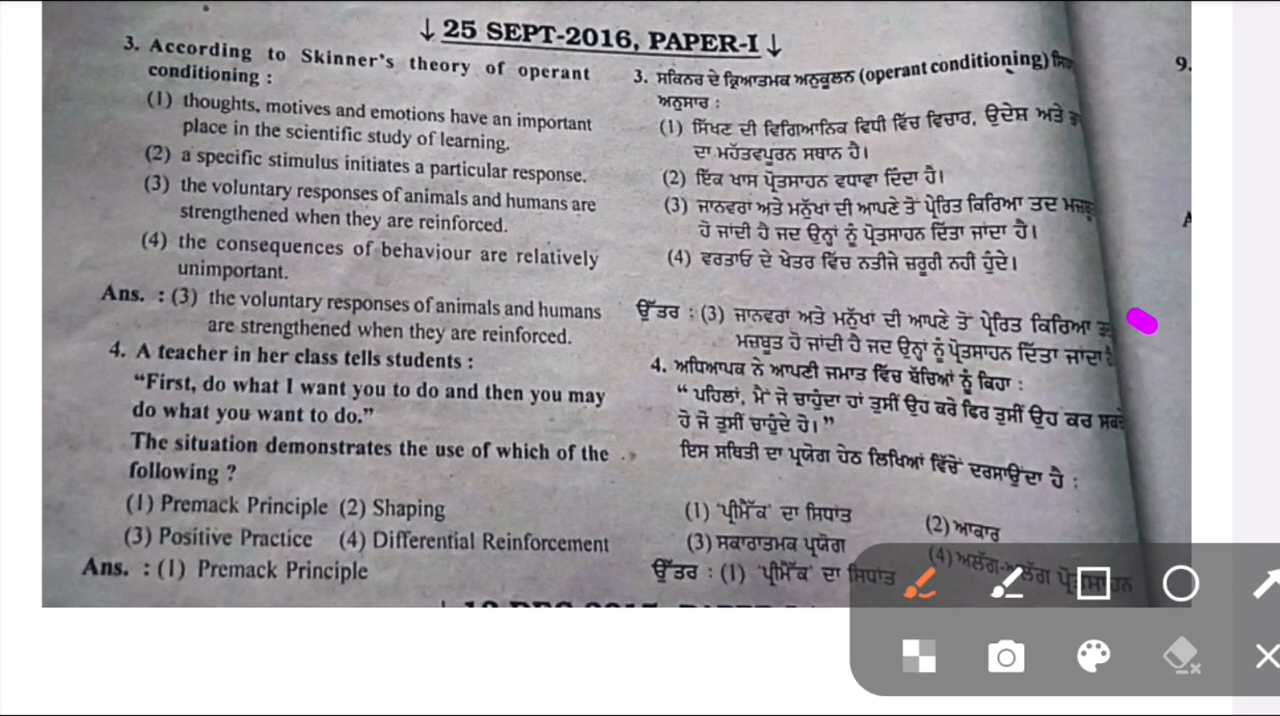 ↓ 25 SEPT-2016, PAPER-I ↓
3. According to Skinner's theory of operant
conditioning :
(1) thoughts, motives and emotions have an important
place in the scientific study of learning.
(2) a specific stimulus initiates a particular response.
(3) the voluntary responses of animals and humans are
strengthened when they are reinforced.
(4) the consequences of behaviour are relatively
unimportant.
Ans. : (3) the voluntary responses of animals and humans
are strengthened when they are reinforced.
4. A teacher in her class tells students :
“First, do what I want you to do and then you may
do what you want to do.”
The situation demonstrates the use of which of the
following ?
(1) Premack Principle (2) Shaping
(3) Positive Practice (4) Differential Reinforcement
Ans. : (1) Premack Principle
3. ਸਕਿਨਰ ਦੇ ਕ੍ਰਿਆਤਮਕ ਅਨੁਕੂਲਨ (operant conditioning)
ਅਨੁਸਾਰ :
(1) ਸਿੱਖਣ ਦੀ ਵਿਗਿਆਨਿਕ ਵਿਧੀ ਵਿੱਚ ਵਿਚਾਰ, ਉਦੇਸ਼ ਅਤੇ
ਦਾ ਮਹੱਤਵਪੂਰਨ ਸਥਾਨ ਹੈ।
(2) ਇੱਕ ਖਾਸ ਪ੍ਰੋਤਸਾਹਨ ਵਧਾਵਾ ਦਿੰਦਾ ਹੈ।
(3) ਜਾਨਵਰਾਂ ਅਤੇ ਮਨੁੱਖਾਂ ਦੀ ਆਪਣੇ ਤੋਂ ਪ੍ਰੇਰਿਤ ਕਿਰਿਆ ਤਦ
ਹੋ ਜਾਂਦੀ ਹੈ ਜਦ ਉਨ੍ਹਾਂ ਨੂੰ ਪ੍ਰੋਤਸਾਹਨ ਦਿੱਤਾ ਜਾਂਦਾ ਹੈ।
(4) ਵਰਤਾਓ ਦੇ ਖੇਤਰ ਵਿੱਚ ਨਤੀਜੇ ਜ਼ਰੂਰੀ ਨਹੀ ਹੁੰਦੇ।
ਉੱਤਰ : (3) ਜਾਨਵਰਾਂ ਅਤੇ ਮਨੁੱਖਾਂ ਦੀ ਆਪਣੇ ਤੋਂ ਪ੍ਰੇਰਿਤ ਕਿਰਿਆ
ਮਜ਼ਬੂਤ ਹੋ ਜਾਂਦੀ ਹੈ ਜਦ ਉਨ੍ਹਾਂ ਨੂੰ ਪ੍ਰੋਤਸਾਹਨ ਦਿੱਤਾ ਜਾਂਦਾ
4. ਅਧਿਆਪਕ ਨੇ ਆਪਣੀ ਜਮਾਤ ਵਿੱਚ ਬੱਚਿਆਂ ਨੂੰ ਕਿਹਾ :
“ ਪਹਿਲਾਂ, ਮੈਂ ਜੋ ਚਾਹੁੰਦਾ ਹਾਂ ਤੁਸੀਂ ਉਹ ਕਰੋ ਫਿਰ ਤੁਸੀਂ ਉਹ ਕਰ ਸਕਦੇ
ਹੋ ਜੋ ਤੁਸੀਂ ਚਾਹੁੰਦੇ ਹੋ।”
ਇਸ ਸਥਿਤੀ ਦਾ ਪ੍ਰਯੋਗ ਹੇਠ ਲਿਖਿਆਂ ਵਿੱਚੋਂ ਦਰਸਾਉਂਦਾ ਹੈ :
(1) 'ਪ੍ਰੀਮੈੱਕ' ਦਾ ਸਿਧਾਂਤ (2) ਆਕਾਰ
(3) ਸਕਾਰਾਤਮਕ ਪ੍ਰਯੋਗ (4) ਅਲੱਗ-ਅਲੱਗ ਪ੍ਰੋਤਸਾਹਨ
ਉੱਤਰ : (1) 'ਪ੍ਰੀਮੈੱਕ' ਦਾ ਸਿਧਾਂਤ
9.